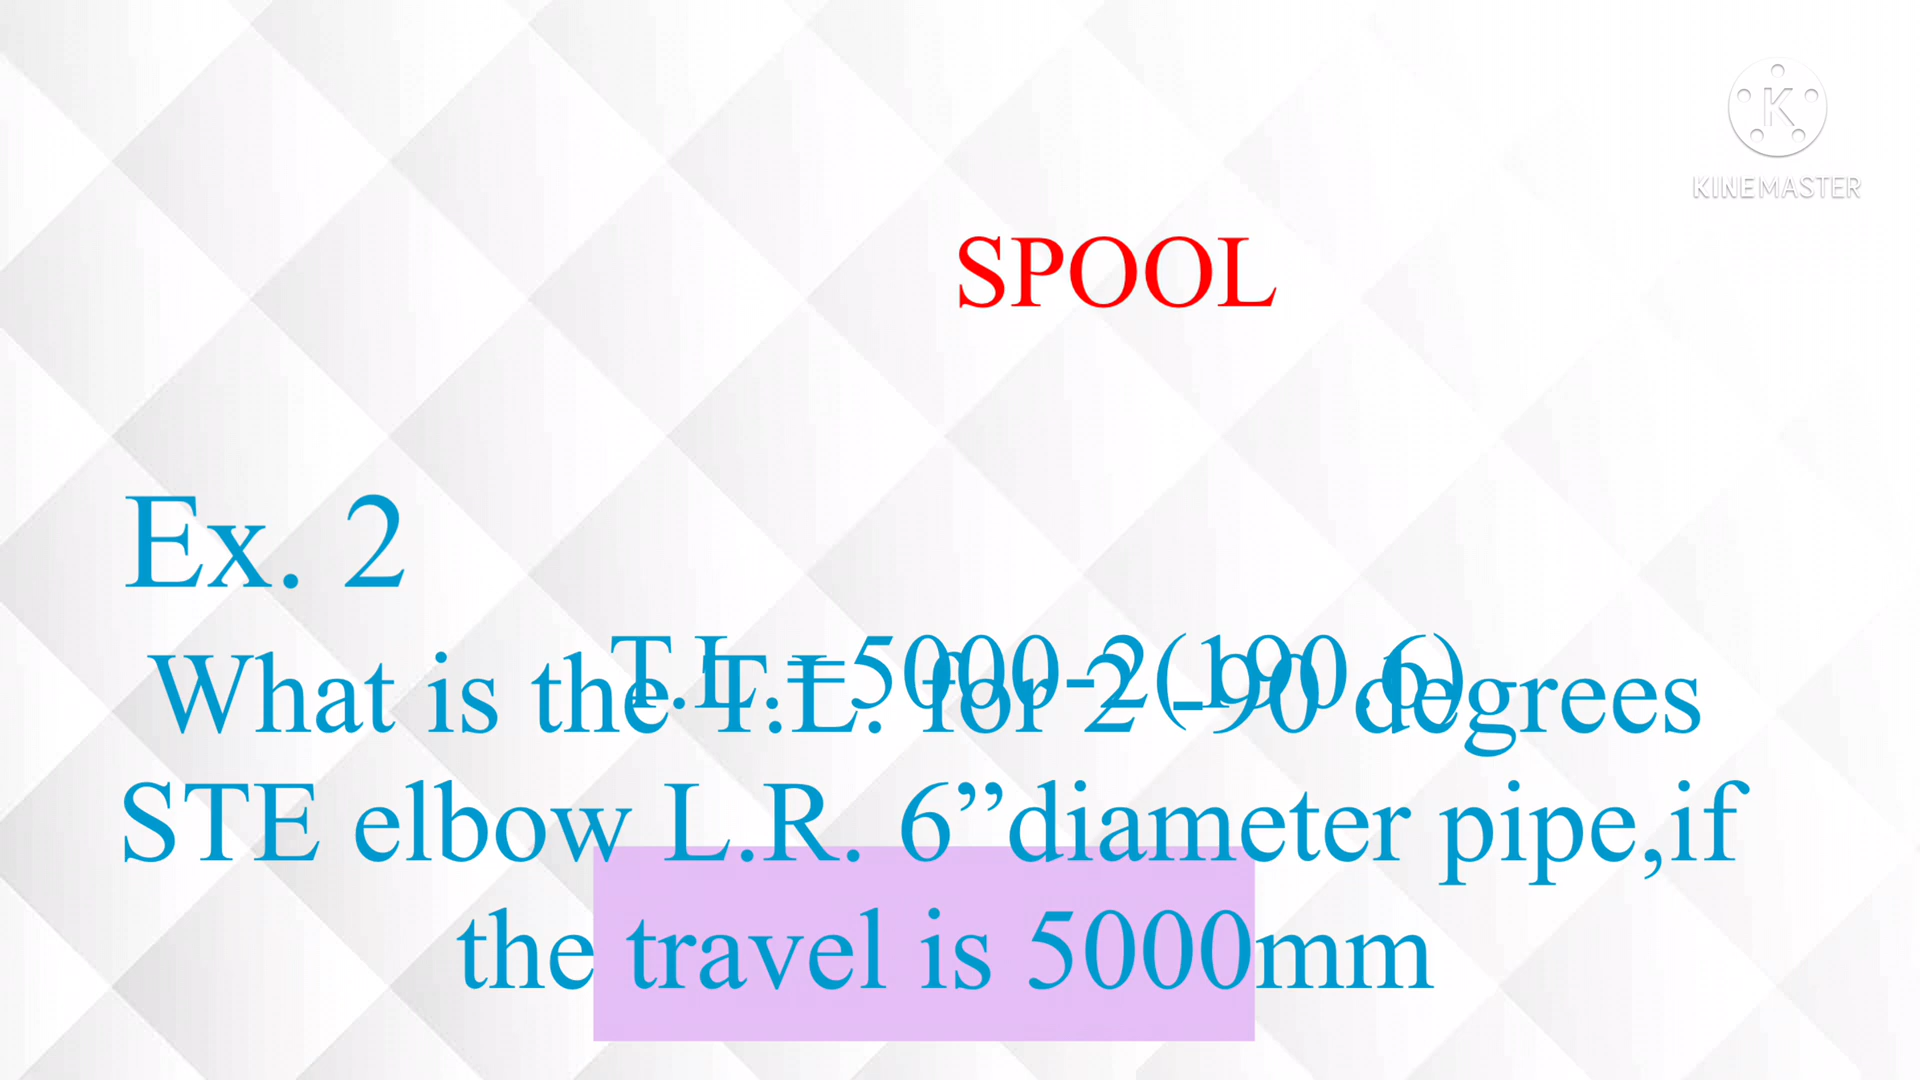 KINEMASTER
SPOOL
Ex. 2
T.L.=5000-2(190.6)
What is the T.L. for 2 -90 degrees
STE elbow L.R. 6”diameter pipe,if
the travel is 5000mm